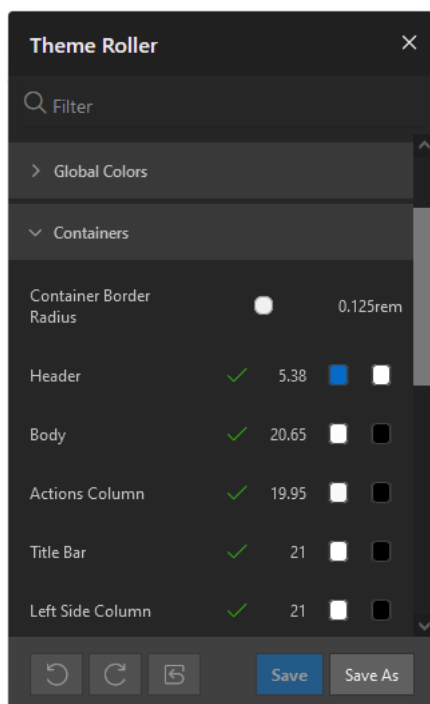 Theme Roller
Filter
Global Colors
Containers
Container Border
Radius
0.125rem
Header 5.38
Body 20.65
Actions Column 19.95
Title Bar 21
Left Side Column 21
Save Save As